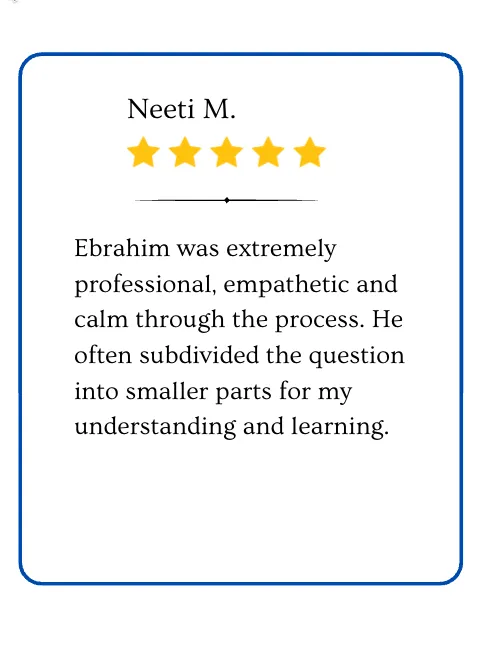 Neeti M.
Ebrahim was extremely
professional, empathetic and
calm through the process. He
often subdivided the question
into smaller parts for my
understanding and learning.